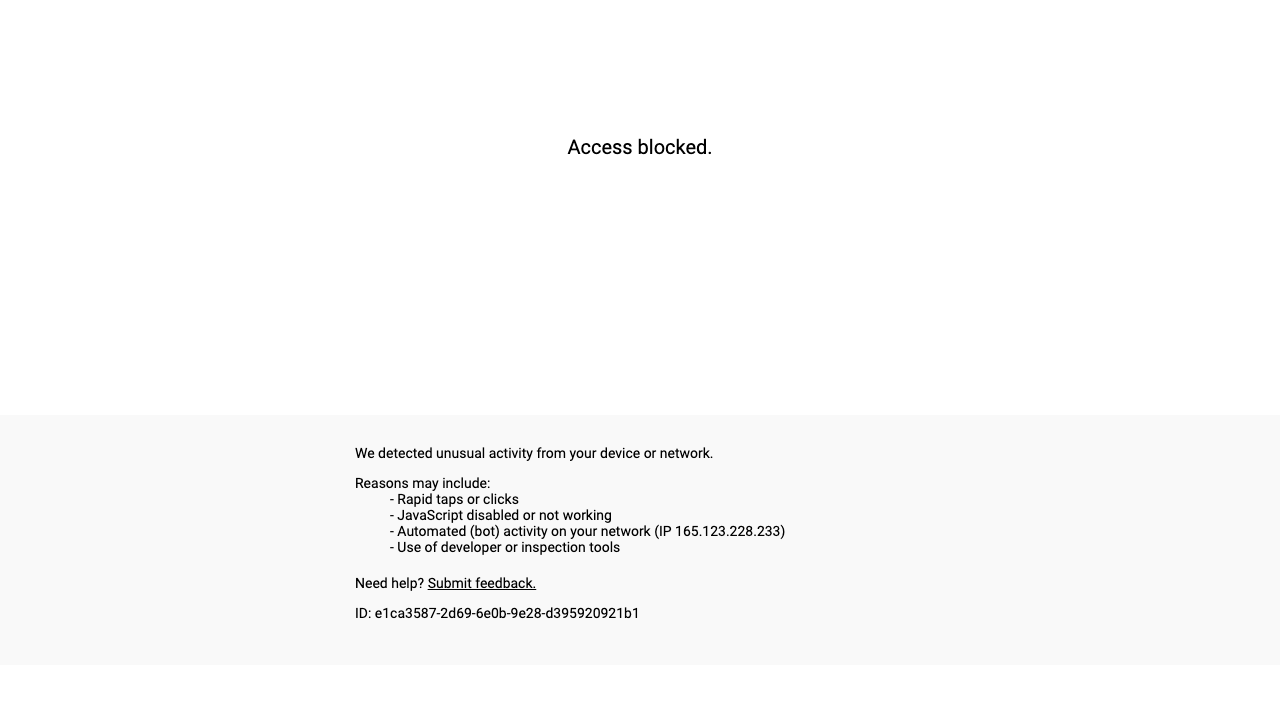 Access blocked.
We detected unusual activity from your device or network.
Reasons may include:
- Rapid taps or clicks
- JavaScript disabled or not working
- Automated (bot) activity on your network (IP 165.123.228.233)
- Use of developer or inspection tools
Need help? Submit feedback.
ID: e1ca3587-2d69-6e0b-9e28-d395920921b1